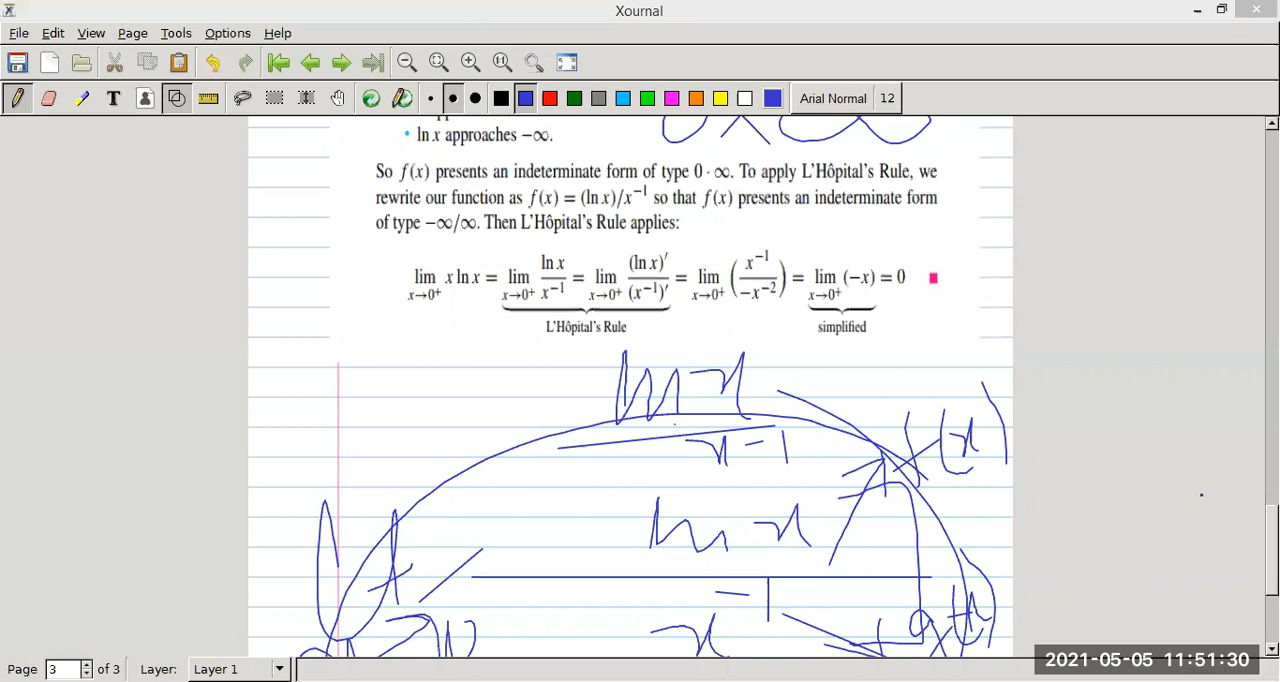 Xournal
File Edit View Page Tools Options Help
T Arial Normal 12
• ln x approaches −∞.
So f(x) presents an indeterminate form of type 0 · ∞. To apply L'Hôpital's Rule, we
rewrite our function as f(x) = (ln x)/x⁻¹ so that f(x) presents an indeterminate form
of type −∞/∞. Then L'Hôpital's Rule applies:
lim x→0⁺ x ln x = lim x→0⁺ ln x / x⁻¹ = lim x→0⁺ (ln x)′ / (x⁻¹)′ = lim x→0⁺ (x⁻¹ / −x⁻²) = lim x→0⁺ (−x) = 0
L'Hôpital's Rule simplified
ln x
x⁻¹
f(x)
ln x
x⁻¹
Page 3 of 3 Layer: Layer 1
2021-05-05 11:51:30